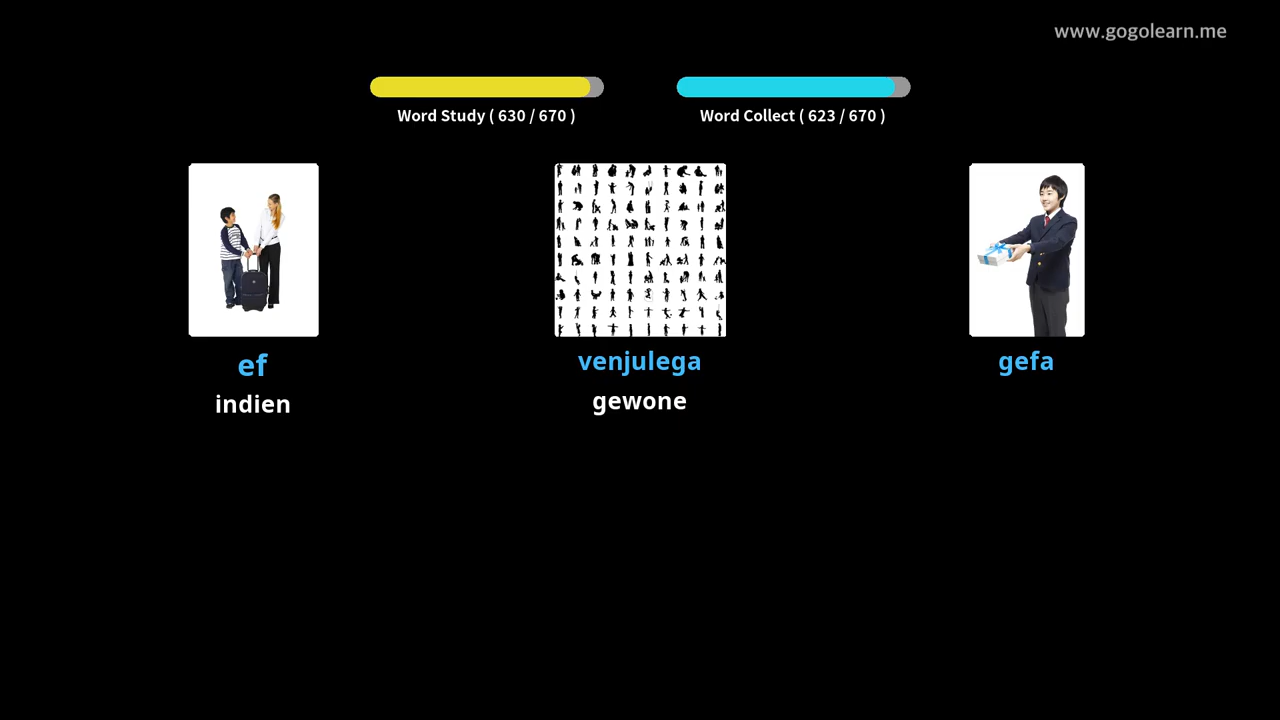 www.gogolearn.me
Word Study ( 630 / 670 )
Word Collect ( 623 / 670 )
ef
indien
venjulega
gewone
gefa